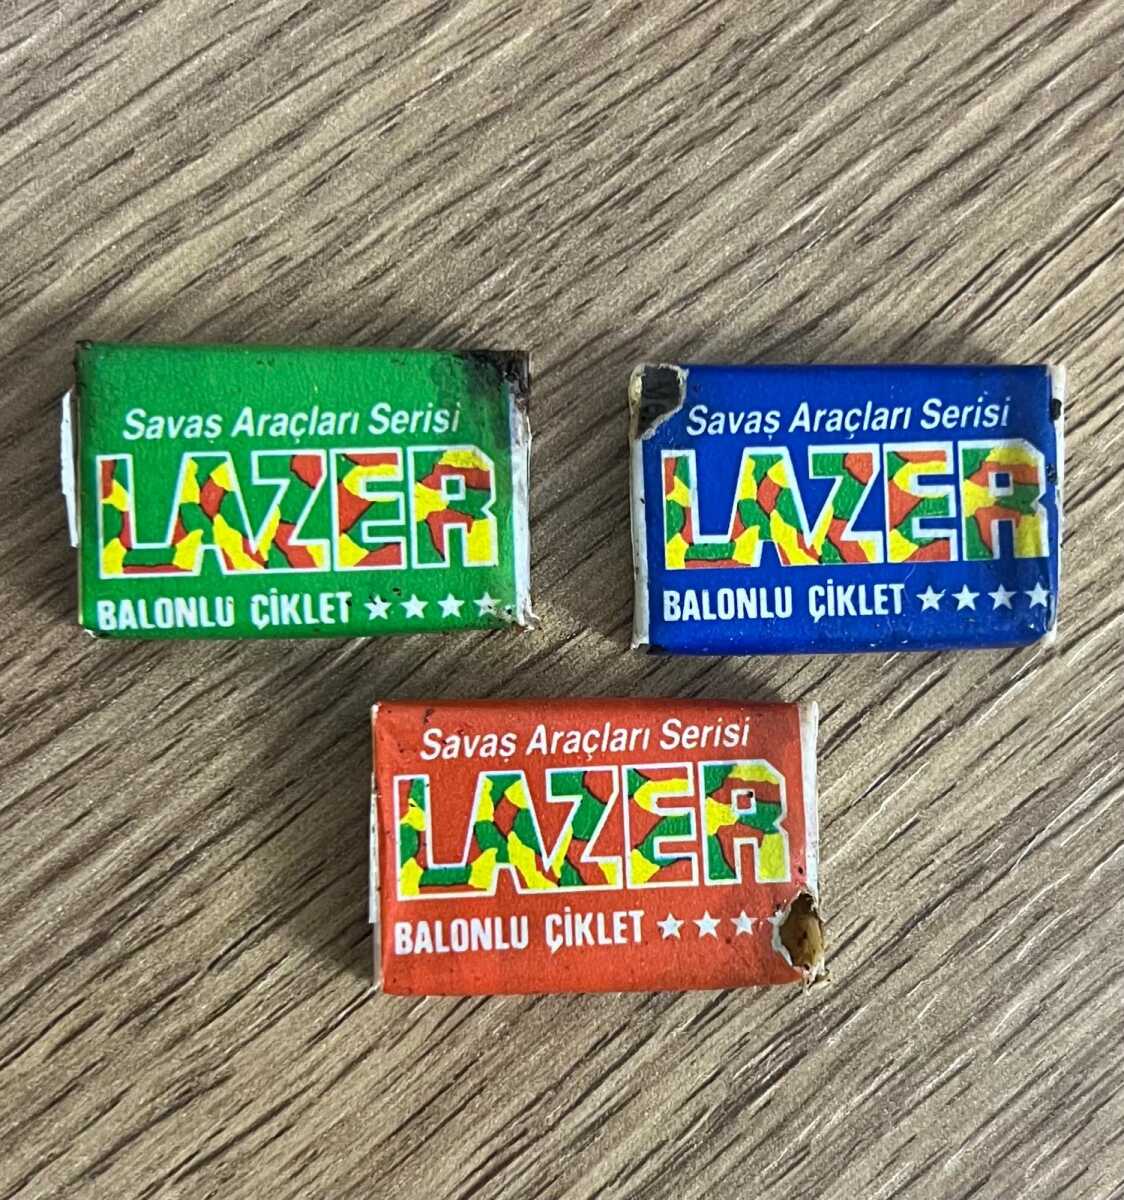 Savaş Araçları Serisi
LAZER
BALONLU ÇİKLET
Savaş Araçları Serisi
LAZER
BALONLU ÇİKLET
Savaş Araçları Serisi
LAZER
BALONLU ÇİKLET